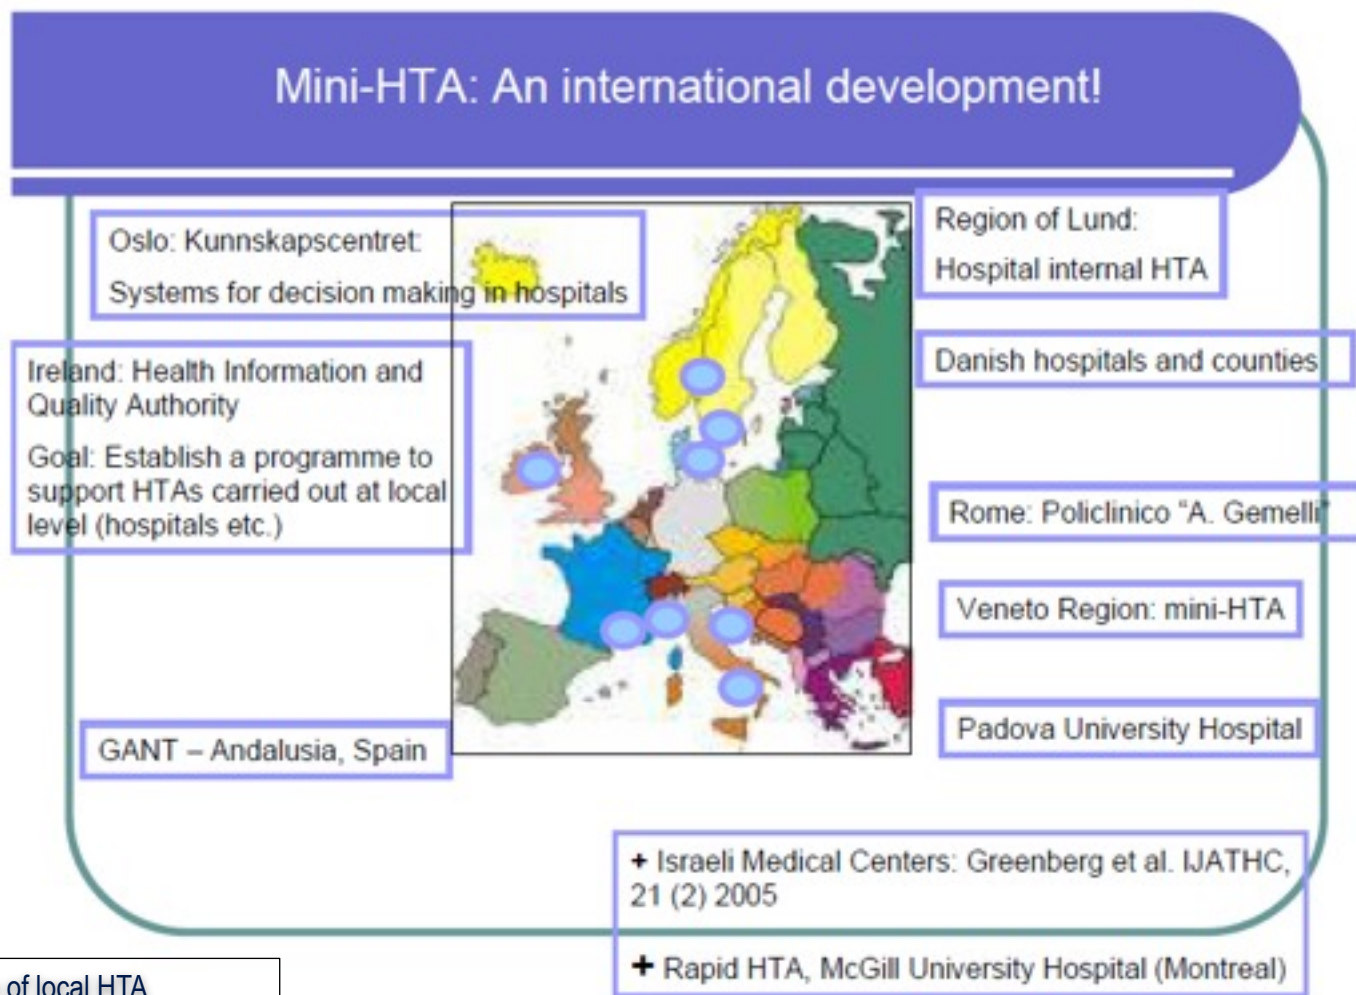 Mini-HTA: An international development!
Oslo: Kunnskapscentret:
Systems for decision making in hospitals
Region of Lund:
Hospital internal HTA
Ireland: Health Information and
Quality Authority
Goal: Establish a programme to
support HTAs carried out at local
level (hospitals etc.)
Danish hospitals and counties
Rome: Policlinico "A. Gemelli"
Veneto Region: mini-HTA
Padova University Hospital
GANT – Andalusia, Spain
+ Israeli Medical Centers: Greenberg et al. IJATHC,
21 (2) 2005
+ Rapid HTA, McGill University Hospital (Montreal)
of local HTA